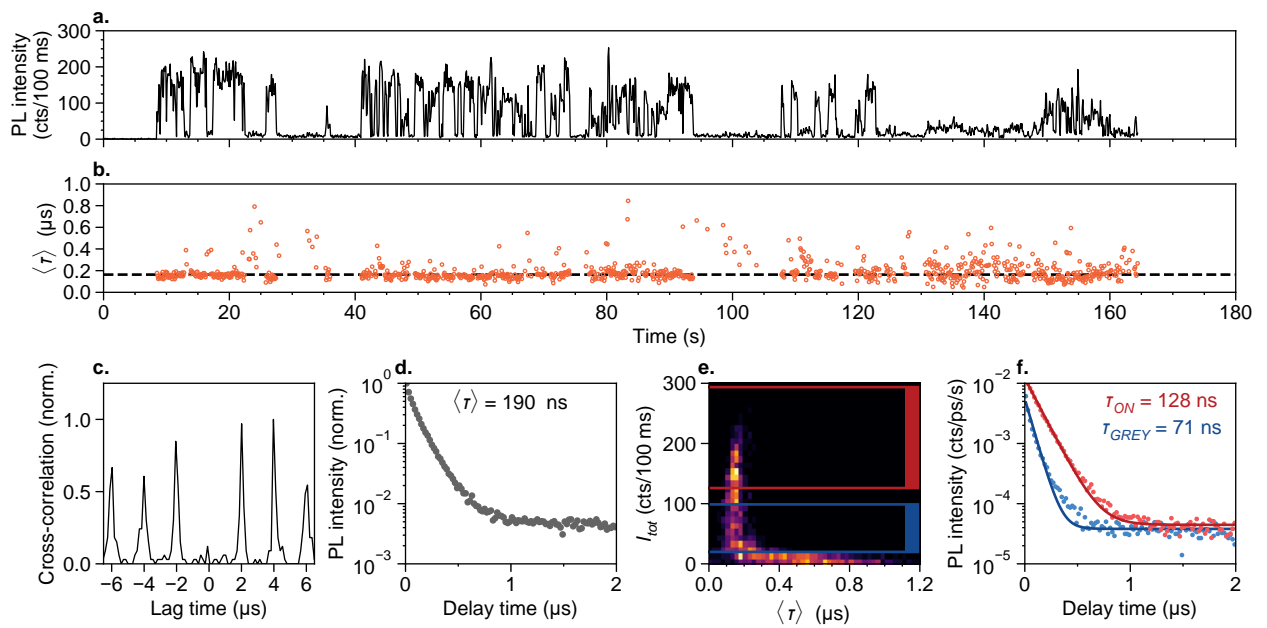 a.
PL intensity
(cts/100 ms)
300
200
100
0
b.
⟨τ⟩ (μs)
1.0
0.8
0.6
0.4
0.2
0.0
0 20 40 60 80 100 120 140 160 180
Time (s)
c.
Cross-correlation (norm.)
1.0
0.5
0.0
-6 -4 -2 0 2 4 6
Lag time (μs)
d.
PL intensity (norm.)
10⁰
10⁻¹
10⁻²
10⁻³
⟨τ⟩ = 190 ns
0 1 2
Delay time (μs)
e.
I_tot (cts/100 ms)
300
200
100
0
0.0 0.4 0.8 1.2
⟨τ⟩ (μs)
f.
PL intensity (cts/ps/s)
10⁻²
10⁻³
10⁻⁴
10⁻⁵
τ_ON = 128 ns
τ_GREY = 71 ns
0 1 2
Delay time (μs)